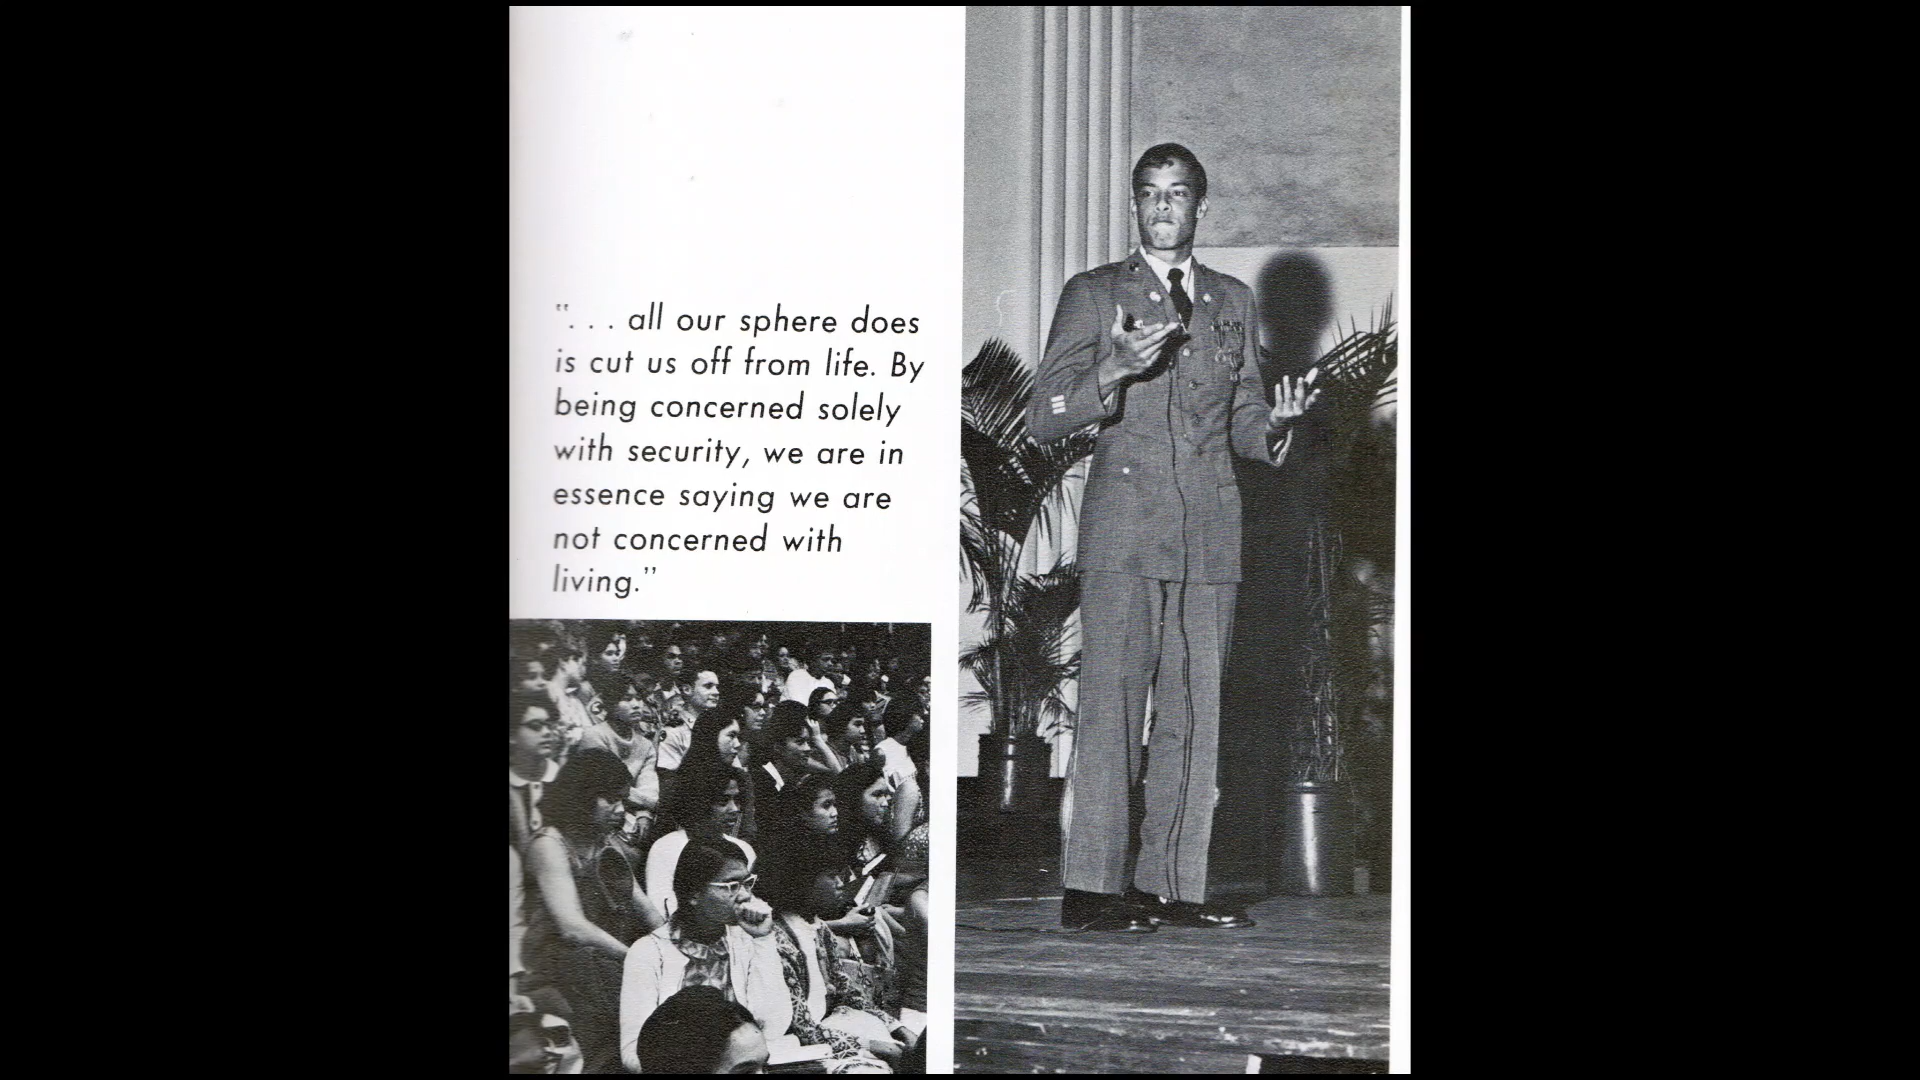 ". . . all our sphere does
is cut us off from life. By
being concerned solely
with security, we are in
essence saying we are
not concerned with
living."